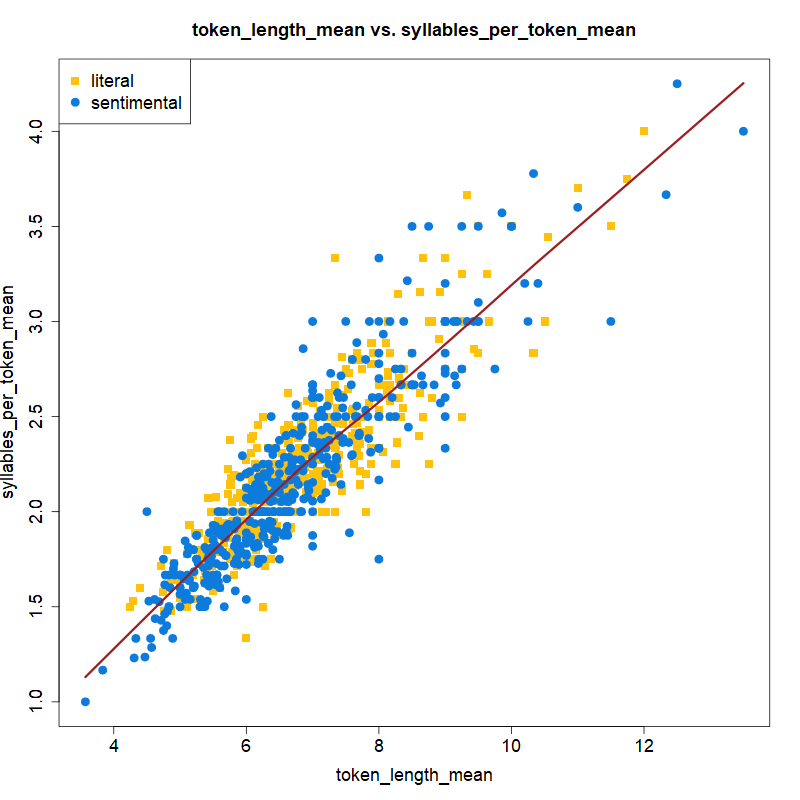 token_length_mean vs. syllables_per_token_mean
literal
sentimental
syllables_per_token_mean
4.0
3.5
3.0
2.5
2.0
1.5
1.0
4 6 8 10 12
token_length_mean